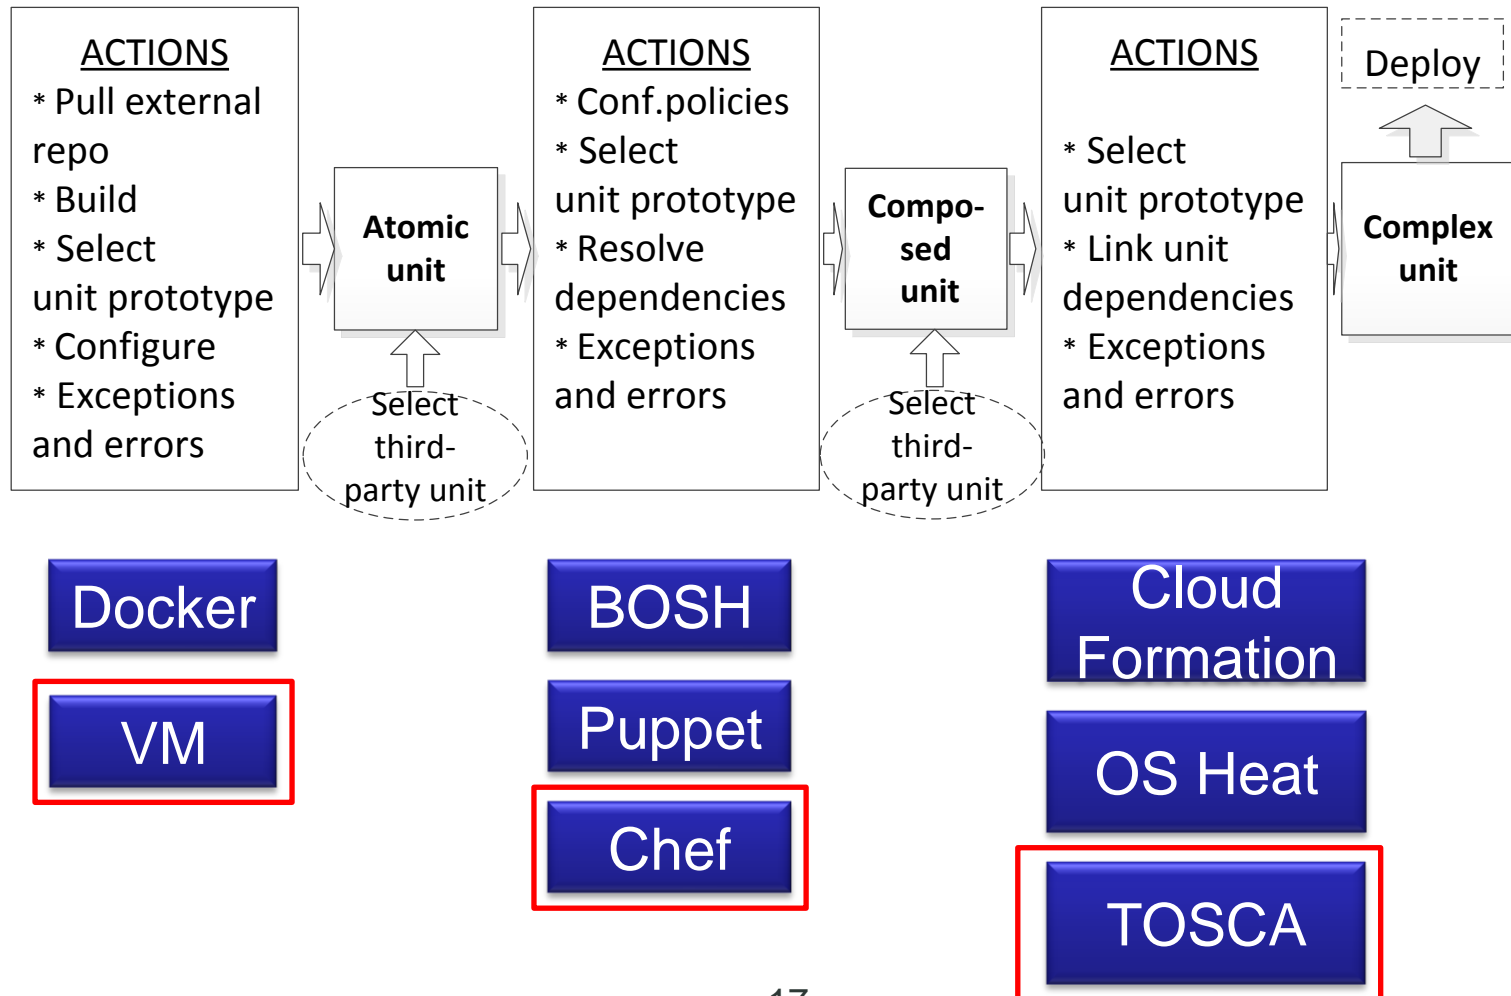 ACTIONS
* Pull external
repo
* Build
* Select
unit prototype
* Configure
* Exceptions
and errors
Atomic
unit
Select
third-
party unit
ACTIONS
* Conf.policies
* Select
unit prototype
* Resolve
dependencies
* Exceptions
and errors
Compo-
sed
unit
Select
third-
party unit
ACTIONS
* Select
unit prototype
* Link unit
dependencies
* Exceptions
and errors
Deploy
Complex
unit
Docker
VM
BOSH
Puppet
Chef
Cloud
Formation
OS Heat
TOSCA
17